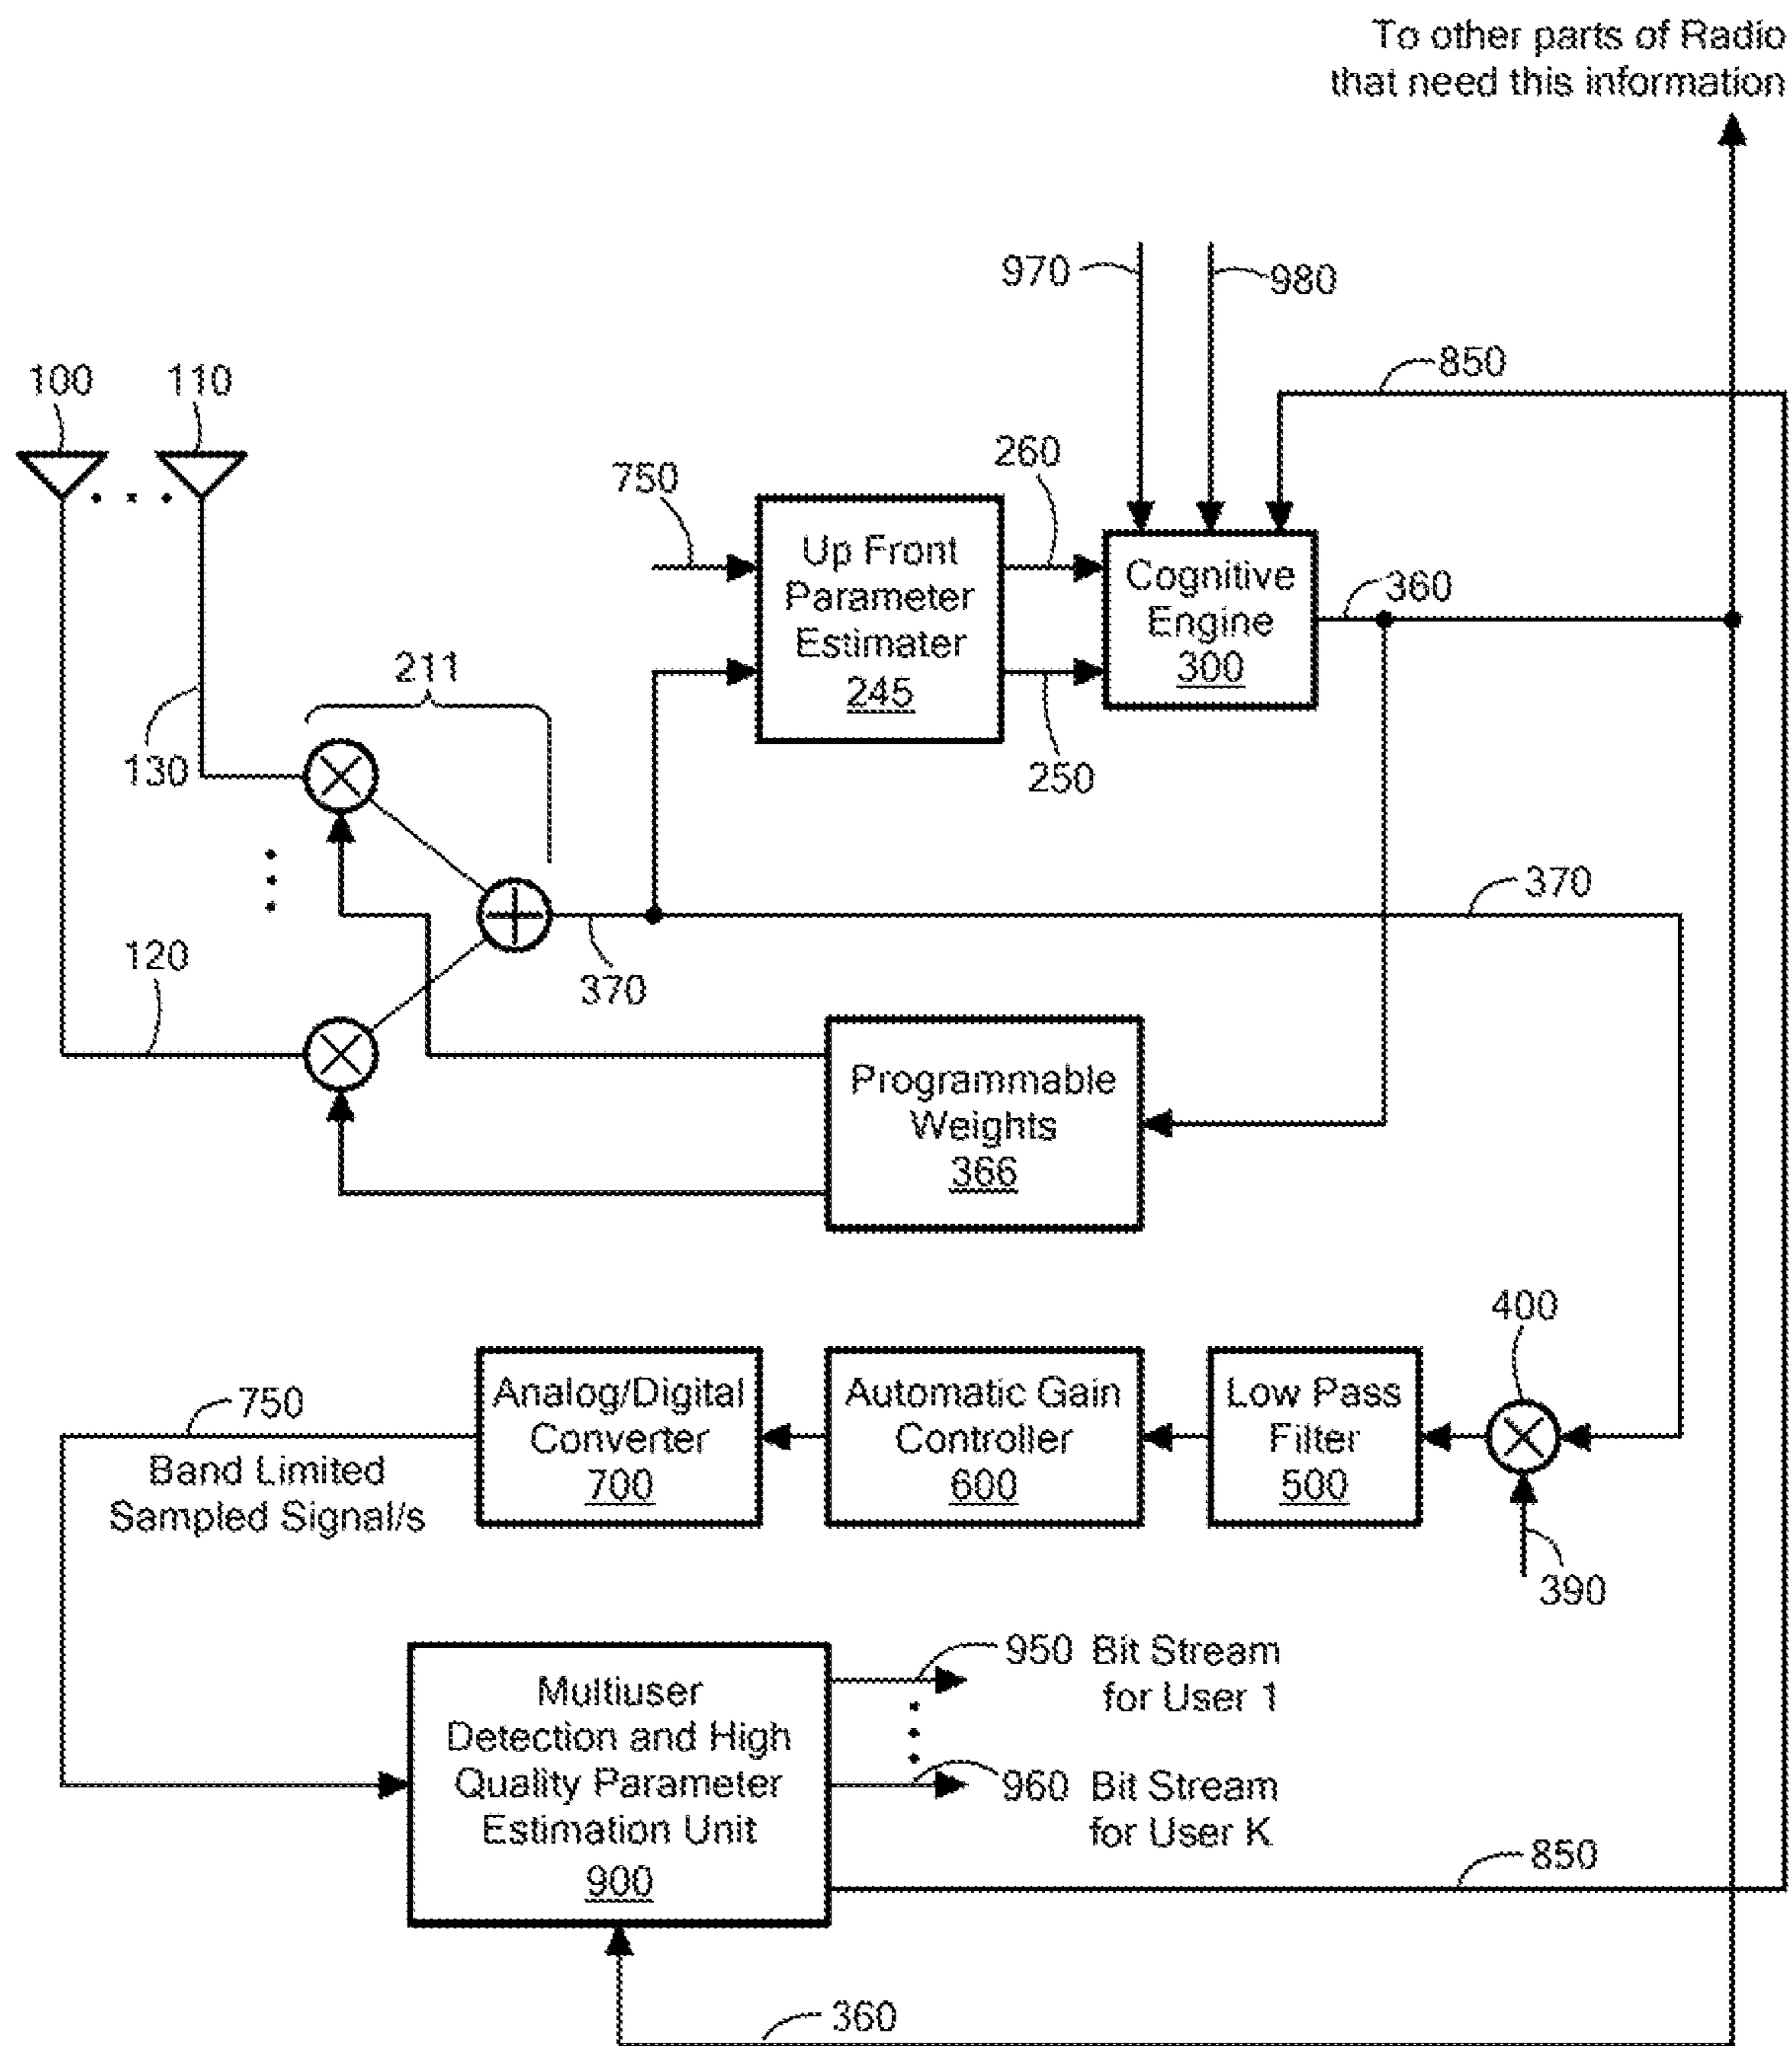 To other parts of Radio
that need this information
970
980
850
100
110
750
260
Up Front
Parameter
Estimater
245
Cognitive
Engine
300
360
211
130
250
370
120
370
Programmable
Weights
366
400
750
Analog/Digital
Converter
700
Automatic Gain
Controller
600
Low Pass
Filter
500
Band Limited
Sampled Signal/s
390
950 Bit Stream
for User 1
Multiuser
Detection and High
Quality Parameter
Estimation Unit
900
960 Bit Stream
for User K
850
360